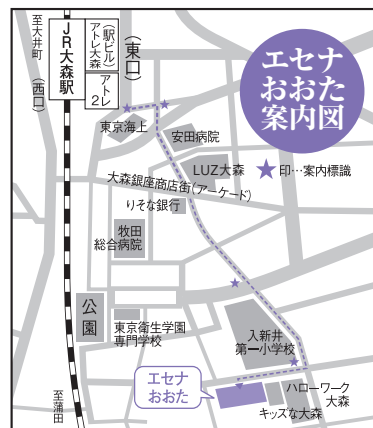 至大井町
JR大森駅
(駅ビル)
アトレ大森
アトレ2
(東口)
(西口)
エセナ
おおた
案内図
★印…案内標識
東京海上
安田病院
LUZ大森
大森銀座商店街(アーケード)
りそな銀行
牧田
総合病院
公園
東京衛生学園
専門学校
入新井
第一小学校
エセナ
おおた
ハローワーク
大森
キッズな大森
至蒲田